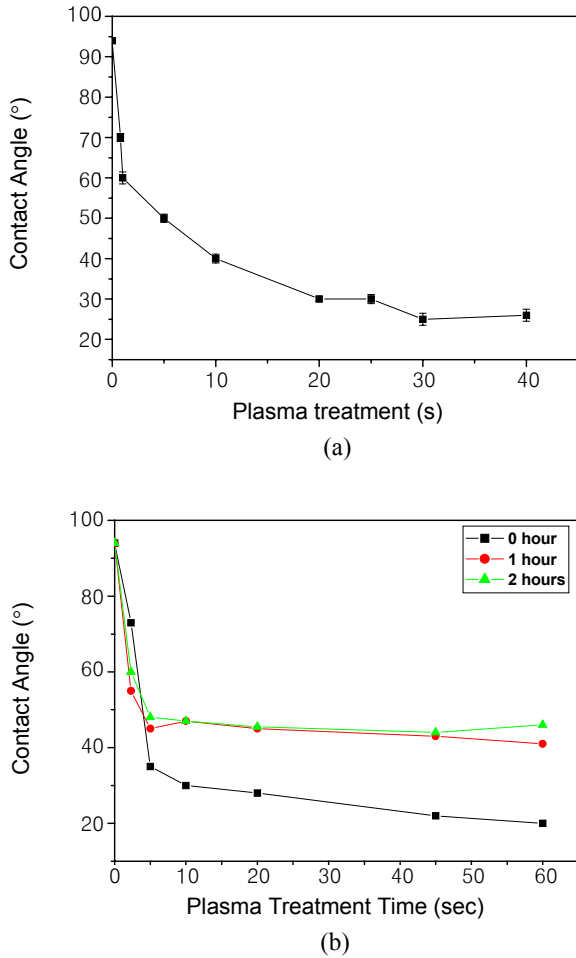 100
90
80
70
60
50
40
30
20
Contact Angle (°)
0 10 20 30 40
Plasma treatment (s)
(a)
100
80
60
40
20
Contact Angle (°)
0 hour
1 hour
2 hours
0 10 20 30 40 50 60
Plasma Treatment Time (sec)
(b)